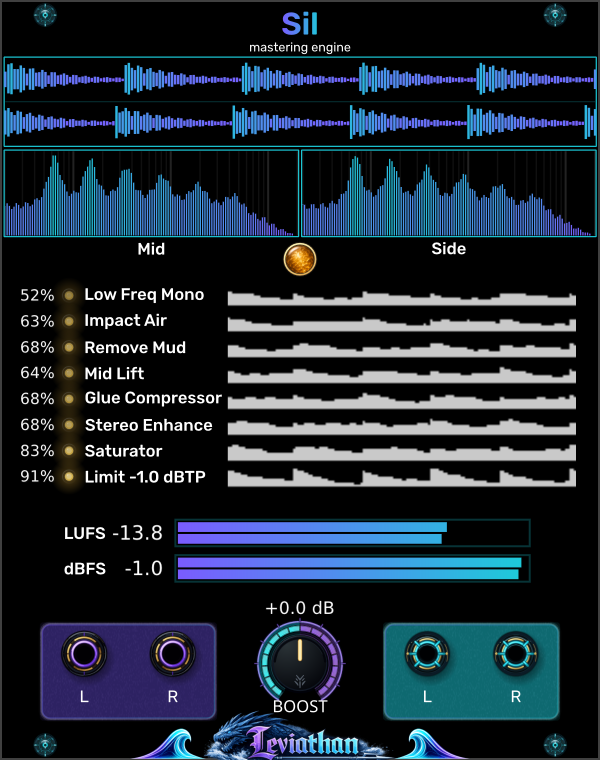 Sil
mastering engine
Mid
Side
52% Low Freq Mono
63% Impact Air
68% Remove Mud
64% Mid Lift
68% Glue Compressor
68% Stereo Enhance
83% Saturator
91% Limit -1.0 dBTP
LUFS -13.8
dBFS -1.0
+0.0 dB
L R
BOOST
L R
Leviathan